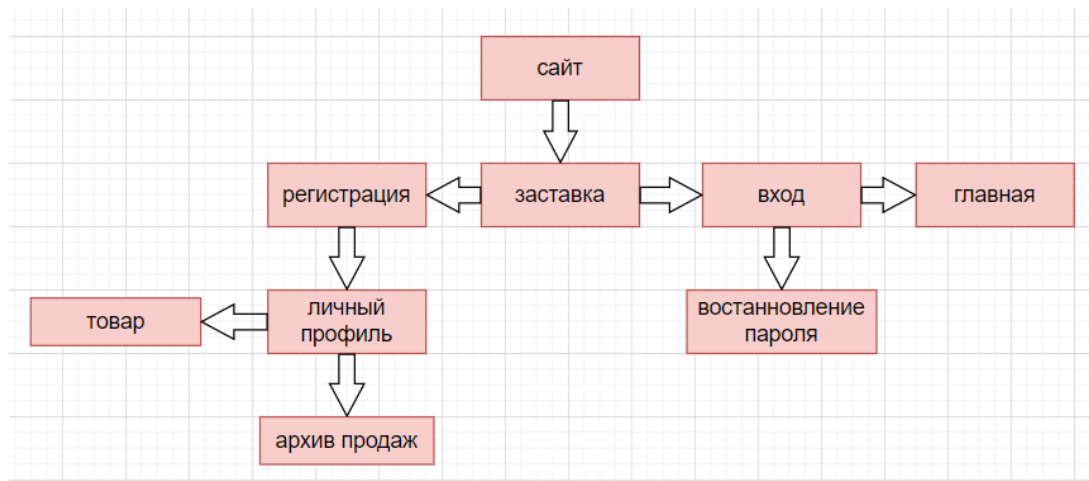 сайт
регистрация
заставка
вход
главная
товар
личный
профиль
востанновление
пароля
архив продаж